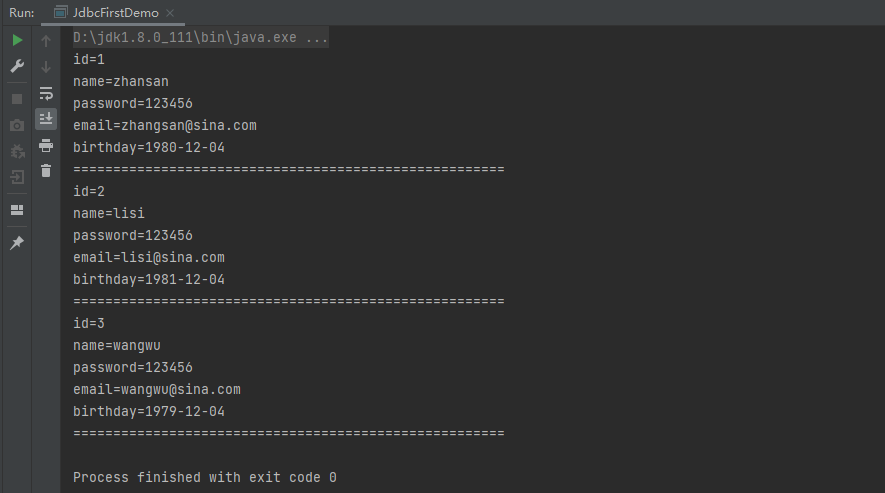 Run: JdbcFirstDemo ×
D:\jdk1.8.0_111\bin\java.exe ...
id=1
name=zhansan
password=123456
email=zhangsan@sina.com
birthday=1980-12-04
======================================================
id=2
name=lisi
password=123456
email=lisi@sina.com
birthday=1981-12-04
======================================================
id=3
name=wangwu
password=123456
email=wangwu@sina.com
birthday=1979-12-04
======================================================
Process finished with exit code 0